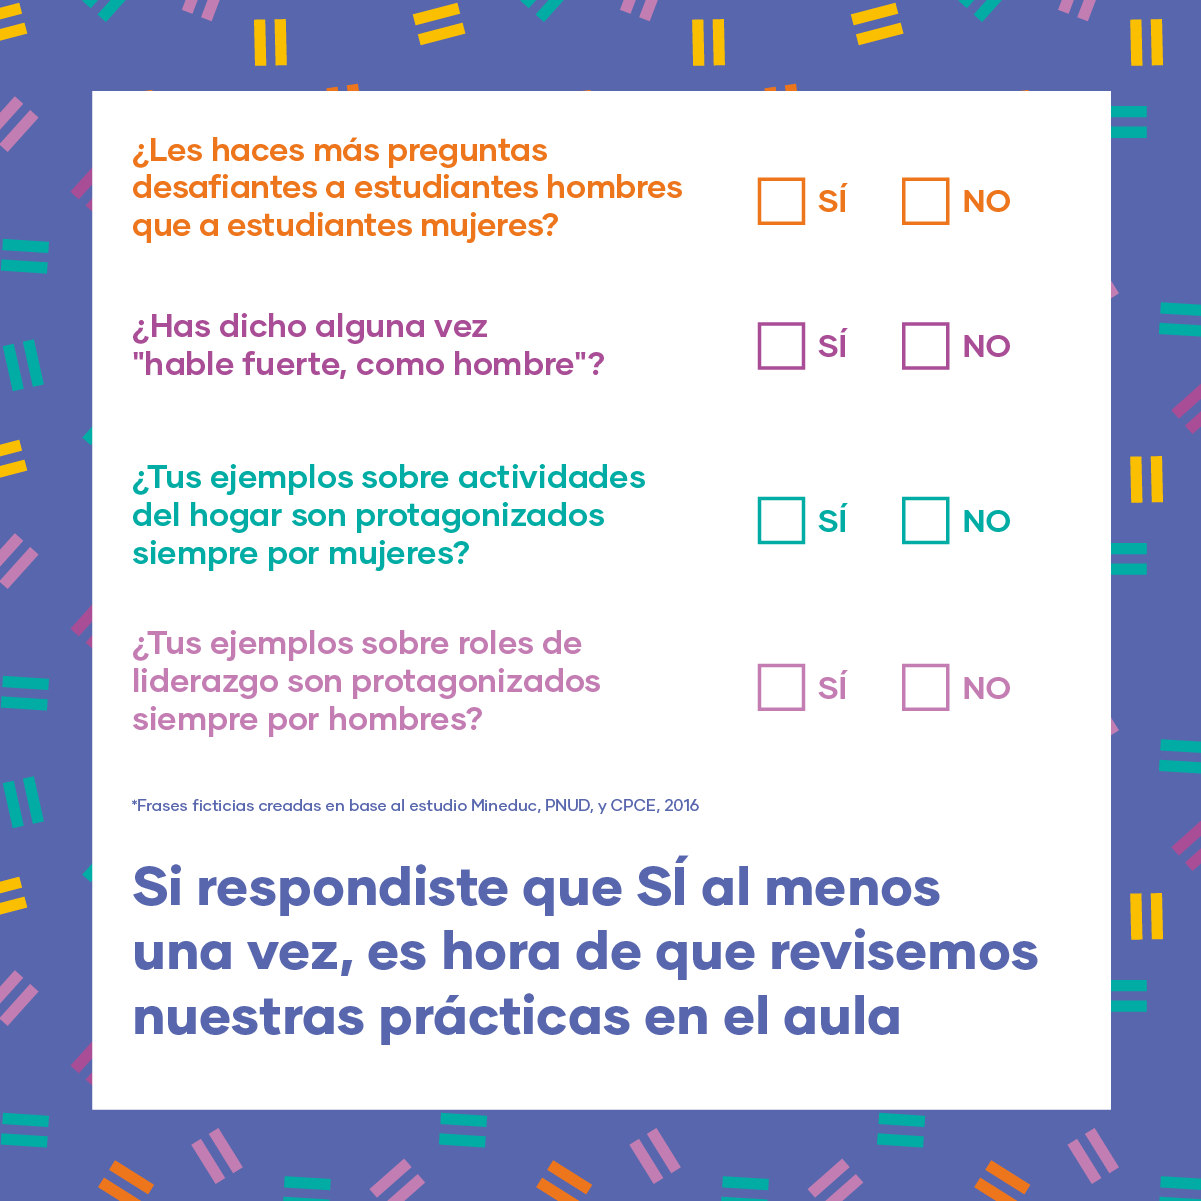 ¿Les haces más preguntas
desafiantes a estudiantes hombres
que a estudiantes mujeres?
SÍ NO
¿Has dicho alguna vez
"hable fuerte, como hombre"?
SÍ NO
¿Tus ejemplos sobre actividades
del hogar son protagonizados
siempre por mujeres?
SÍ NO
¿Tus ejemplos sobre roles de
liderazgo son protagonizados
siempre por hombres?
SÍ NO
*Frases ficticias creadas en base al estudio Mineduc, PNUD, y CPCE, 2016
Si respondiste que SÍ al menos
una vez, es hora de que revisemos
nuestras prácticas en el aula